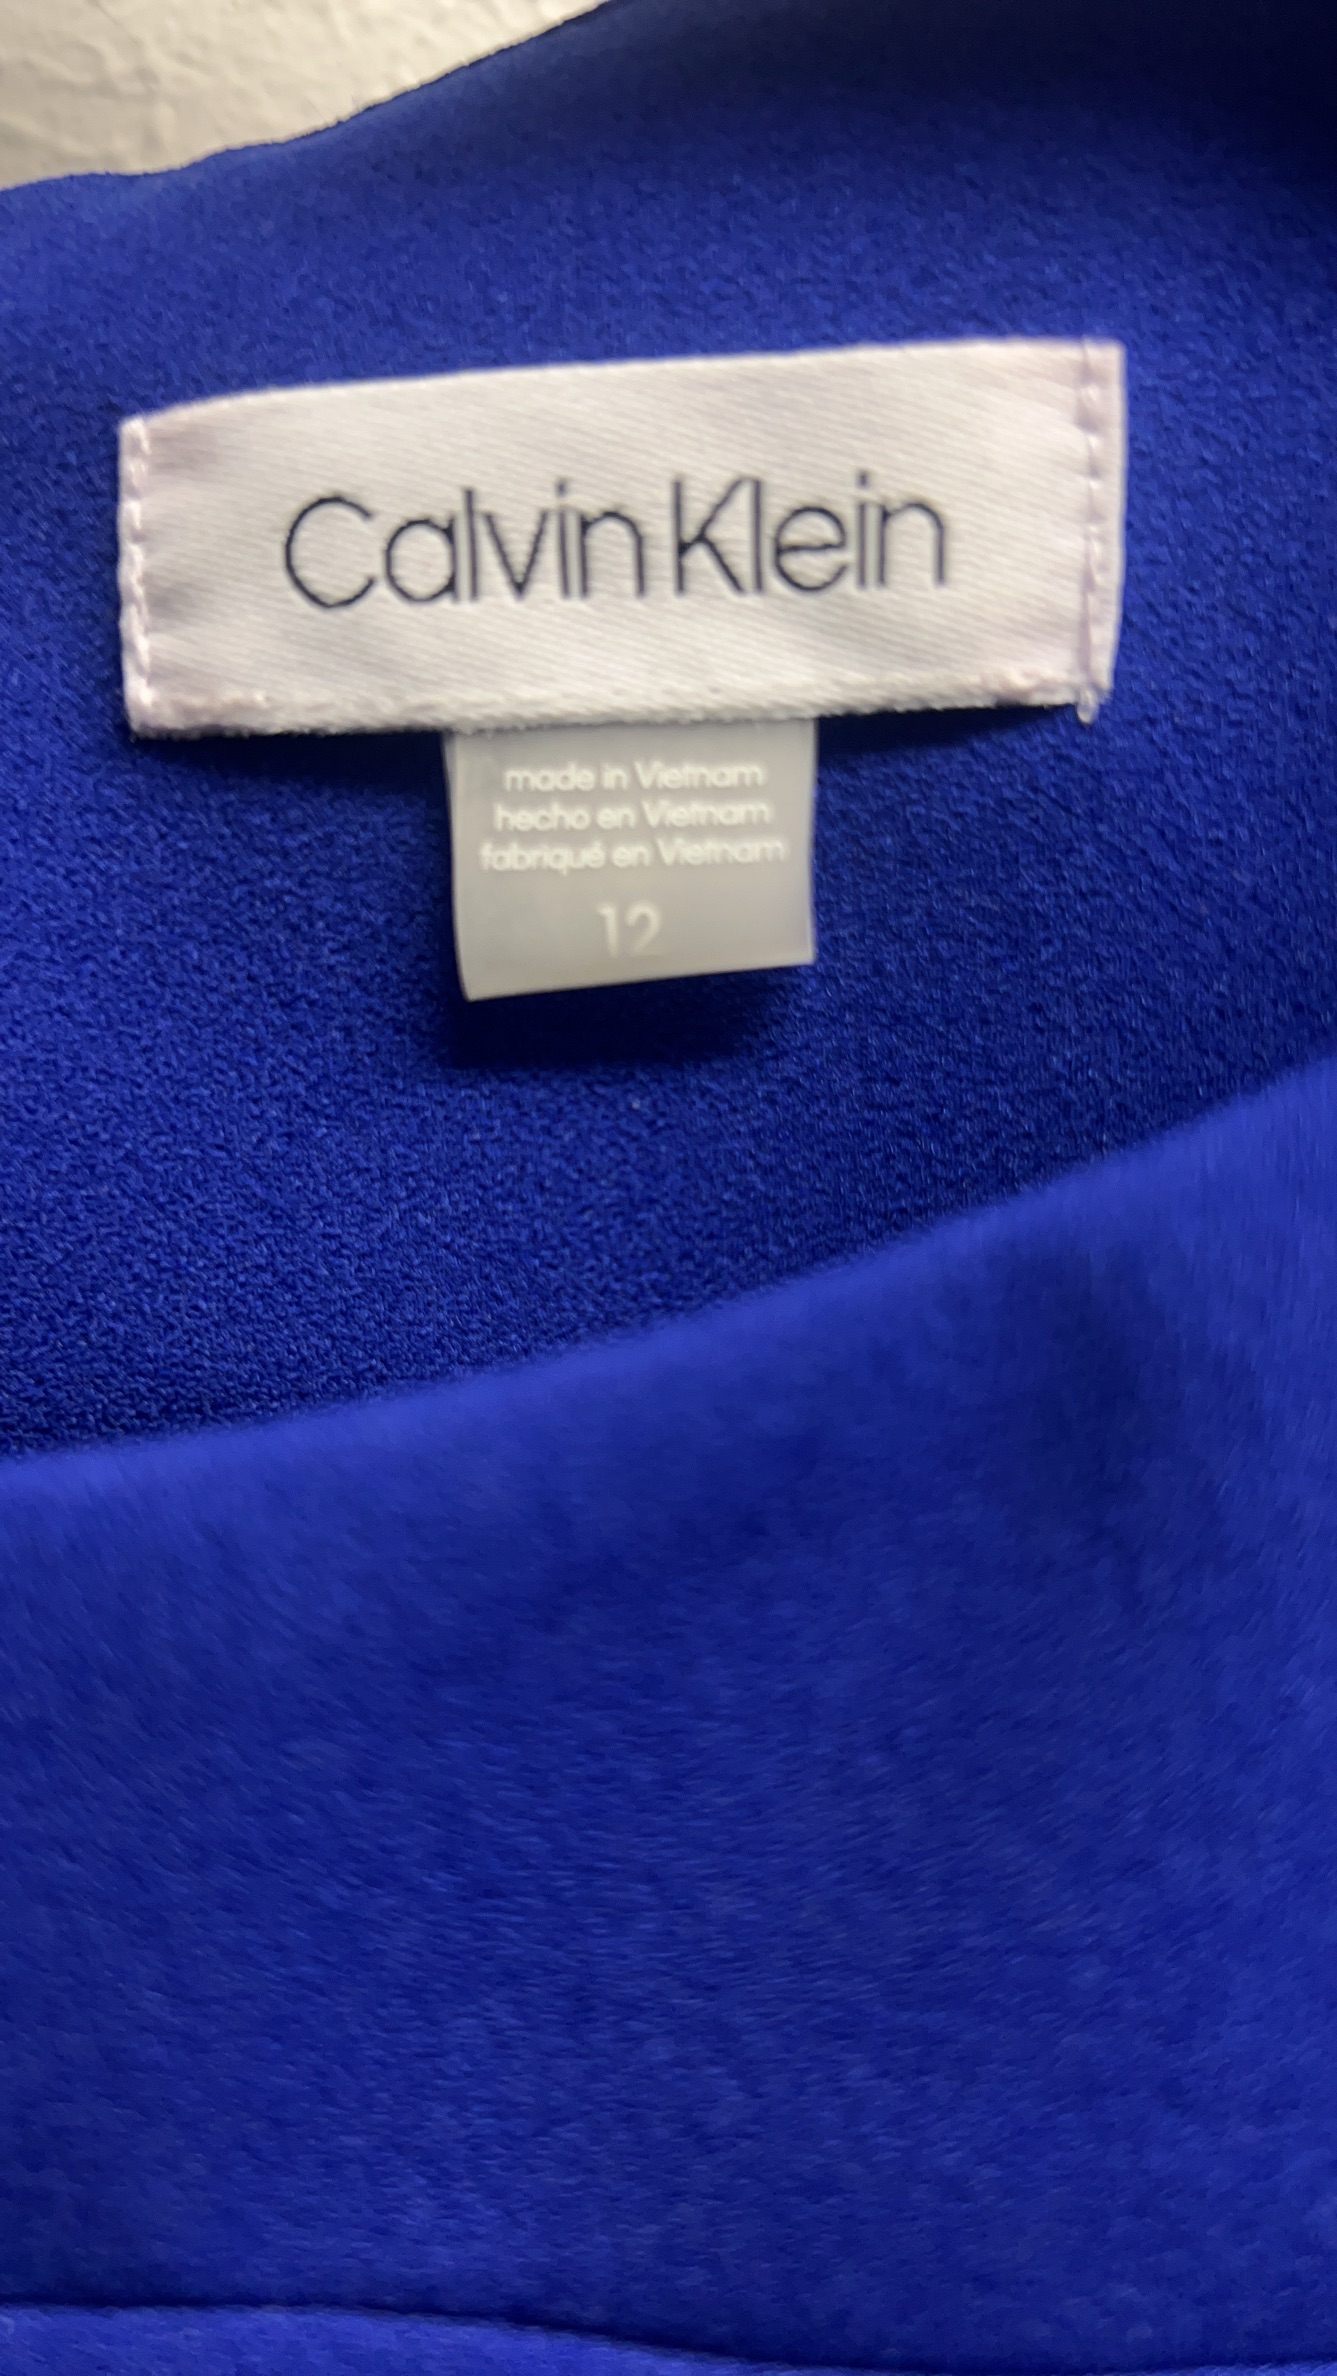 Calvin Klein
made in Vietnam
hecho en Vietnam
fabriqué en Vietnam
12